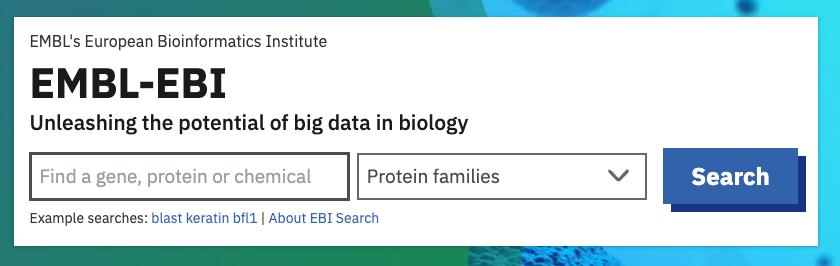 EMBL's European Bioinformatics Institute
EMBL-EBI
Unleashing the potential of big data in biology
Find a gene, protein or chemical Protein families Search
Example searches: blast keratin bfl1 | About EBI Search